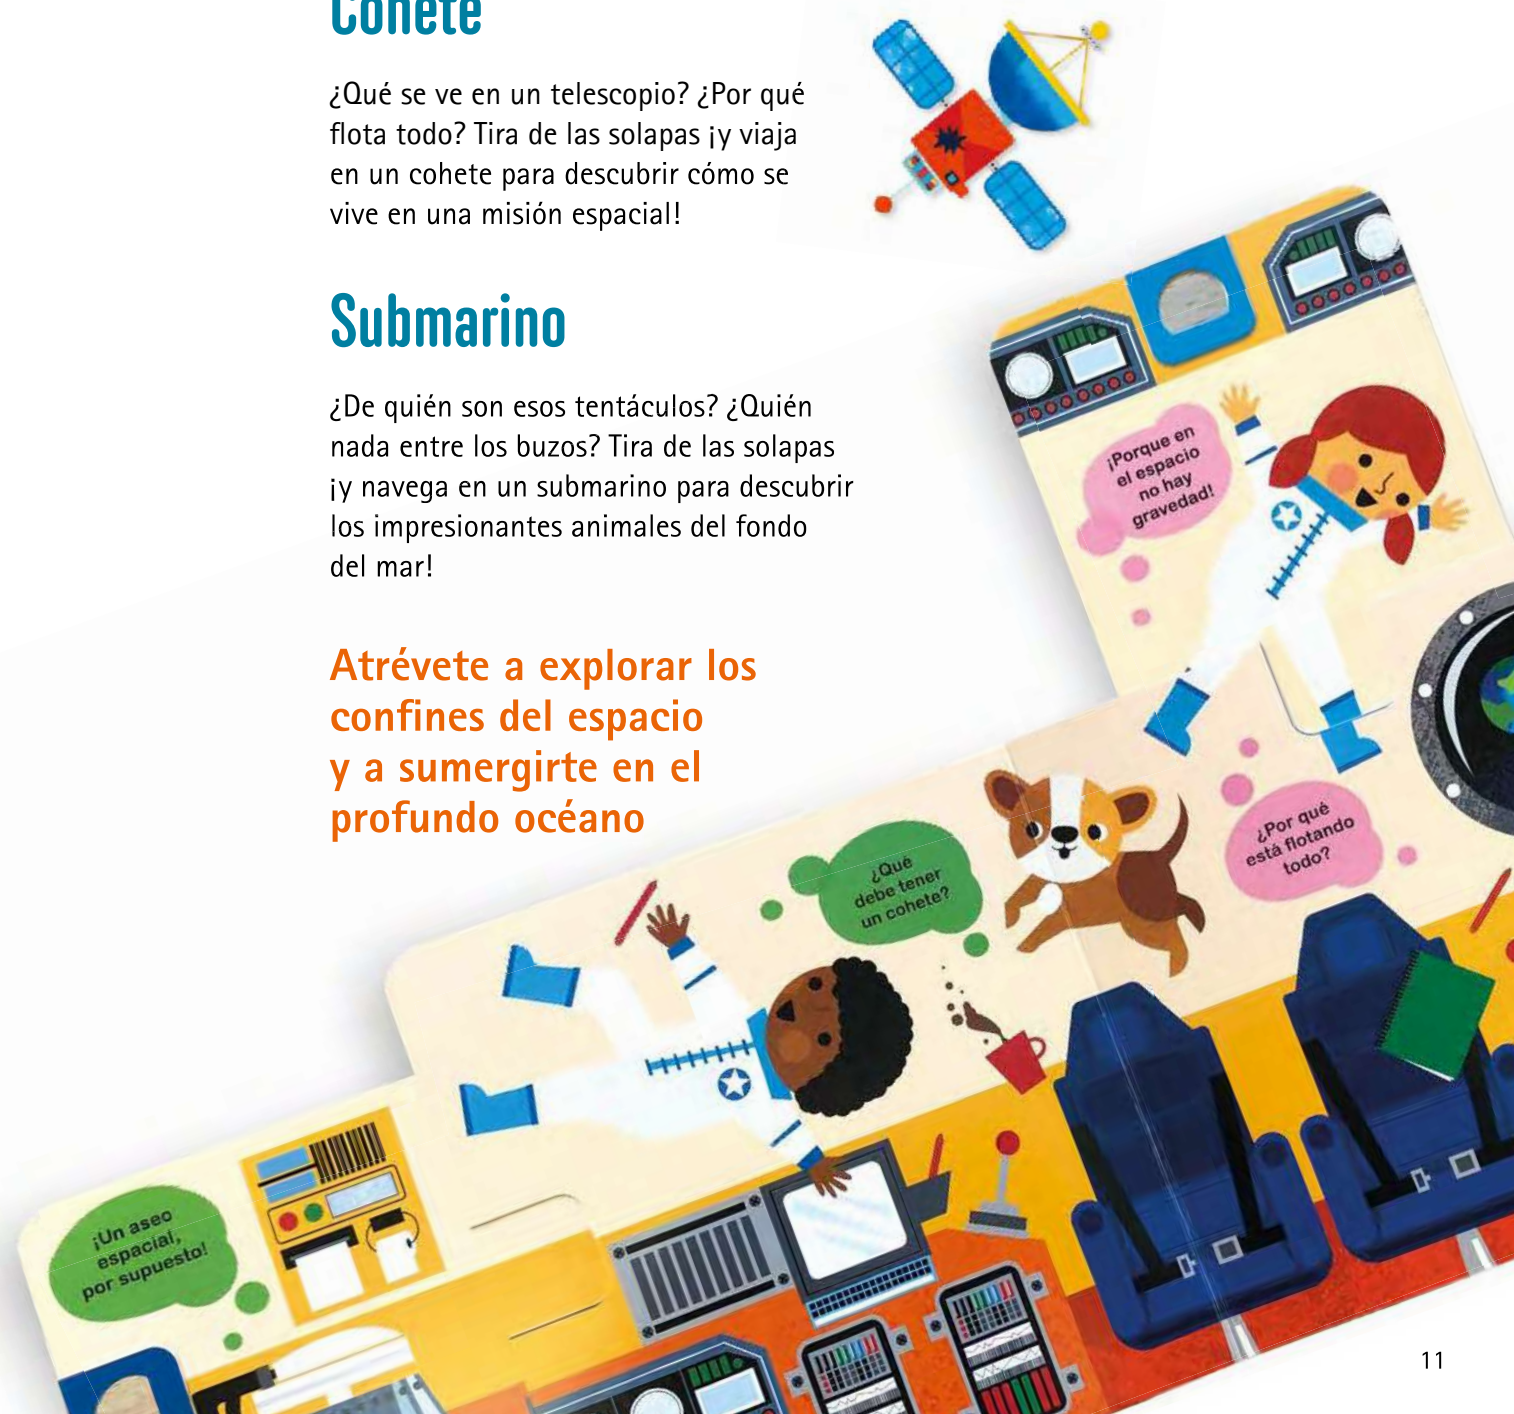 Cohete
¿Qué se ve en un telescopio? ¿Por qué
flota todo? Tira de las solapas ¡y viaja
en un cohete para descubrir cómo se
vive en una misión espacial!
Submarino
¿De quién son esos tentáculos? ¿Quién
nada entre los buzos? Tira de las solapas
¡y navega en un submarino para descubrir
los impresionantes animales del fondo
del mar!
Atrévete a explorar los
confines del espacio
y a sumergirte en el
profundo océano
¡Porque en
el espacio
no hay
gravedad!
¿Por qué
está flotando
todo?
¿Qué
debe tener
un cohete?
¡Un aseo
espacial,
por supuesto!
11